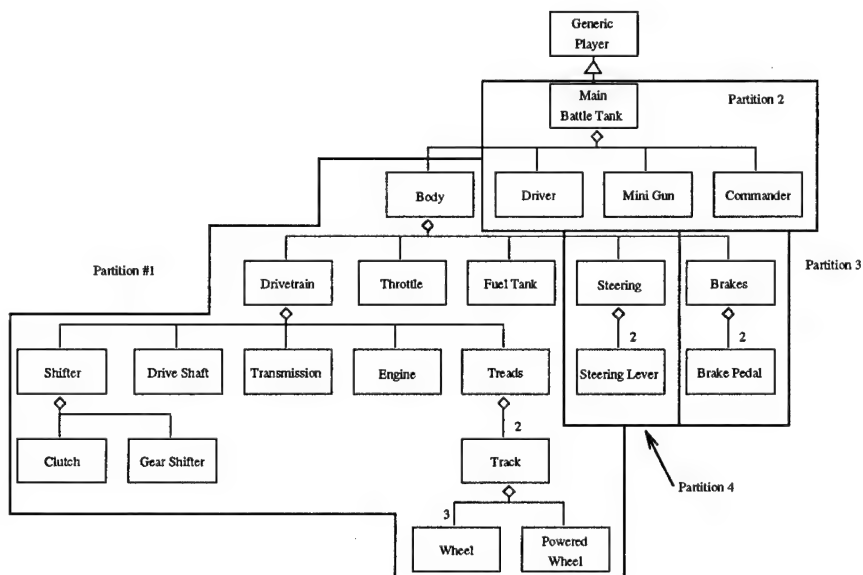 Generic
Player
Main
Battle Tank
Partition 2
Body
Driver
Mini Gun
Commander
Partition #1
Partition 3
Drivetrain
Throttle
Fuel Tank
Steering
Brakes
2
2
Shifter
Drive Shaft
Transmission
Engine
Treads
Steering Lever
Brake Pedal
2
Clutch
Gear Shifter
Track
Partition 4
3
Wheel
Powered
Wheel